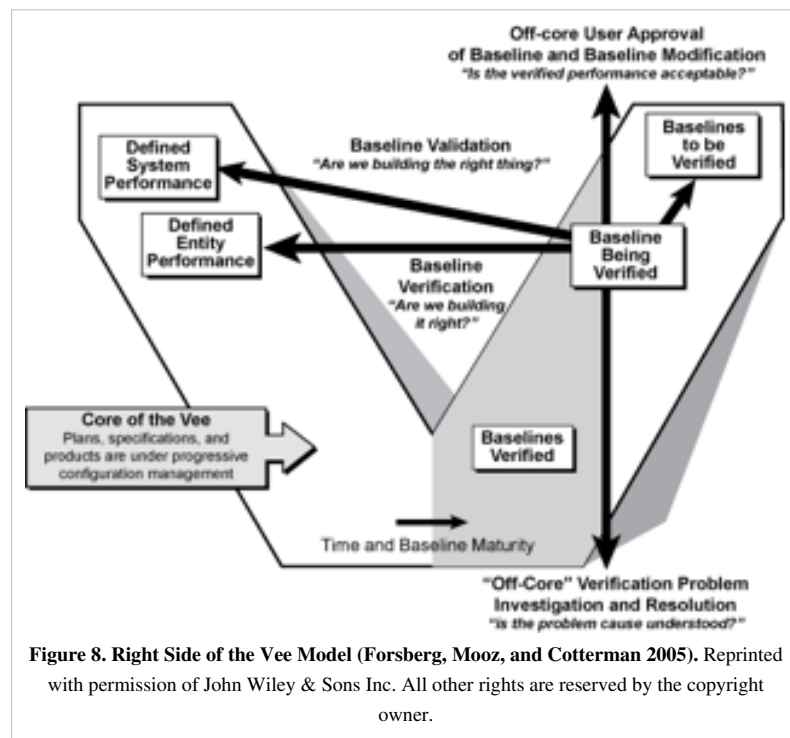 Off-core User Approval
of Baseline and Baseline Modification
"Is the verified performance acceptable?"
Defined
System
Performance
Baseline Validation
"Are we building the right thing?"
Baselines
to be
Verified
Defined
Entity
Performance
Baseline
Being
Verified
Baseline
Verification
"Are we building
it right?"
Core of the Vee
Plans, specifications, and
products are under progressive
configuration management
Baselines
Verified
Time and Baseline Maturity
"Off-Core" Verification Problem
Investigation and Resolution
"Is the problem cause understood?"
Figure 8. Right Side of the Vee Model (Forsberg, Mooz, and Cotterman 2005). Reprinted
with permission of John Wiley & Sons Inc. All other rights are reserved by the copyright
owner.